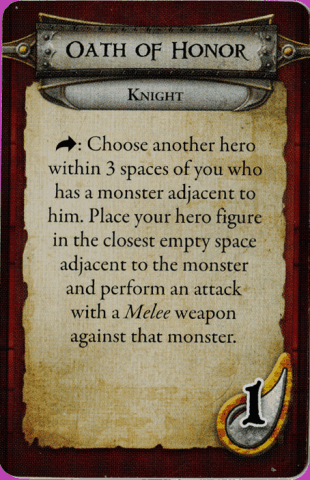 OATH OF HONOR
KNIGHT
: Choose another hero
within 3 spaces of you who
has a monster adjacent to
him. Place your hero figure
in the closest empty space
adjacent to the monster
and perform an attack
with a Melee weapon
against that monster.
1